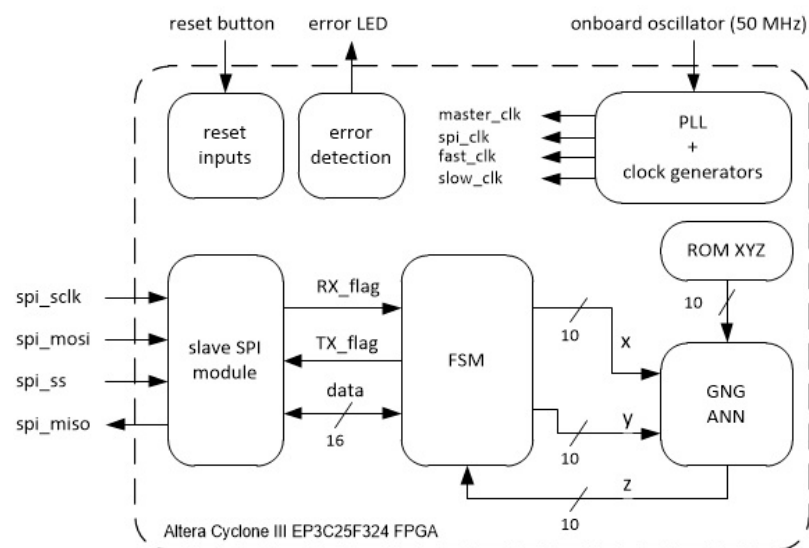 reset button
error LED
onboard oscillator (50 MHz)
reset
inputs
error
detection
master_clk
spi_clk
fast_clk
slow_clk
PLL
+
clock generators
ROM XYZ
10
spi_sclk
spi_mosi
spi_ss
spi_miso
slave SPI
module
RX_flag
TX_flag
data
16
FSM
10
x
y
10
GNG
ANN
z
10
Altera Cyclone III EP3C25F324 FPGA